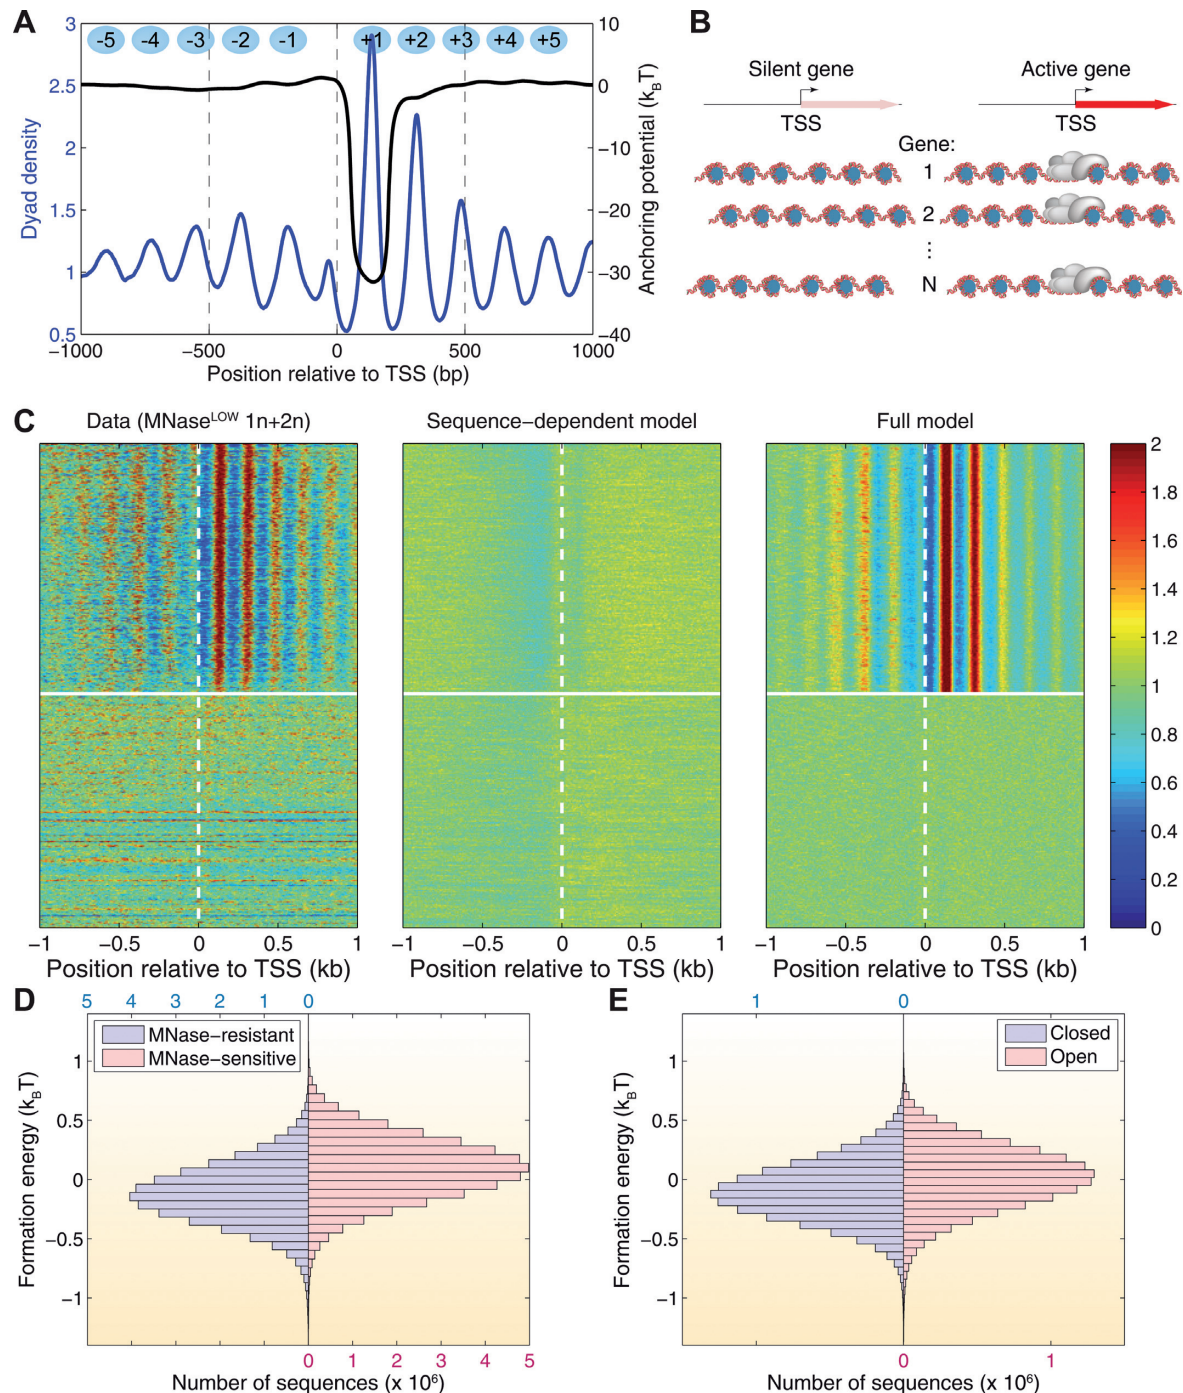 A
-5 -4 -3 -2 -1 +1 +2 +3 +4 +5
3
2.5
2
1.5
1
0.5
Dyad density
10
0
−10
−20
−30
−40
Anchoring potential (kBT)
−1000 −500 0 500 1000
Position relative to TSS (bp)
B
Silent gene Active gene
TSS TSS
Gene:
1
2
⋮
N
C
Data (MNaseLOW 1n+2n) Sequence−dependent model Full model
2
1.8
1.6
1.4
1.2
1
0.8
0.6
0.4
0.2
0
−1 −0.5 0 0.5 1 −1 −0.5 0 0.5 1 −1 −0.5 0 0.5 1
Position relative to TSS (kb) Position relative to TSS (kb) Position relative to TSS (kb)
D
5 4 3 2 1 0
MNase−resistant
MNase−sensitive
Formation energy (kBT)
1
0.5
0
−0.5
−1
0 1 2 3 4 5
Number of sequences (x 10⁶)
E
1 0
Closed
Open
Formation energy (kBT)
1
0.5
0
−0.5
−1
0 1
Number of sequences (x 10⁶)